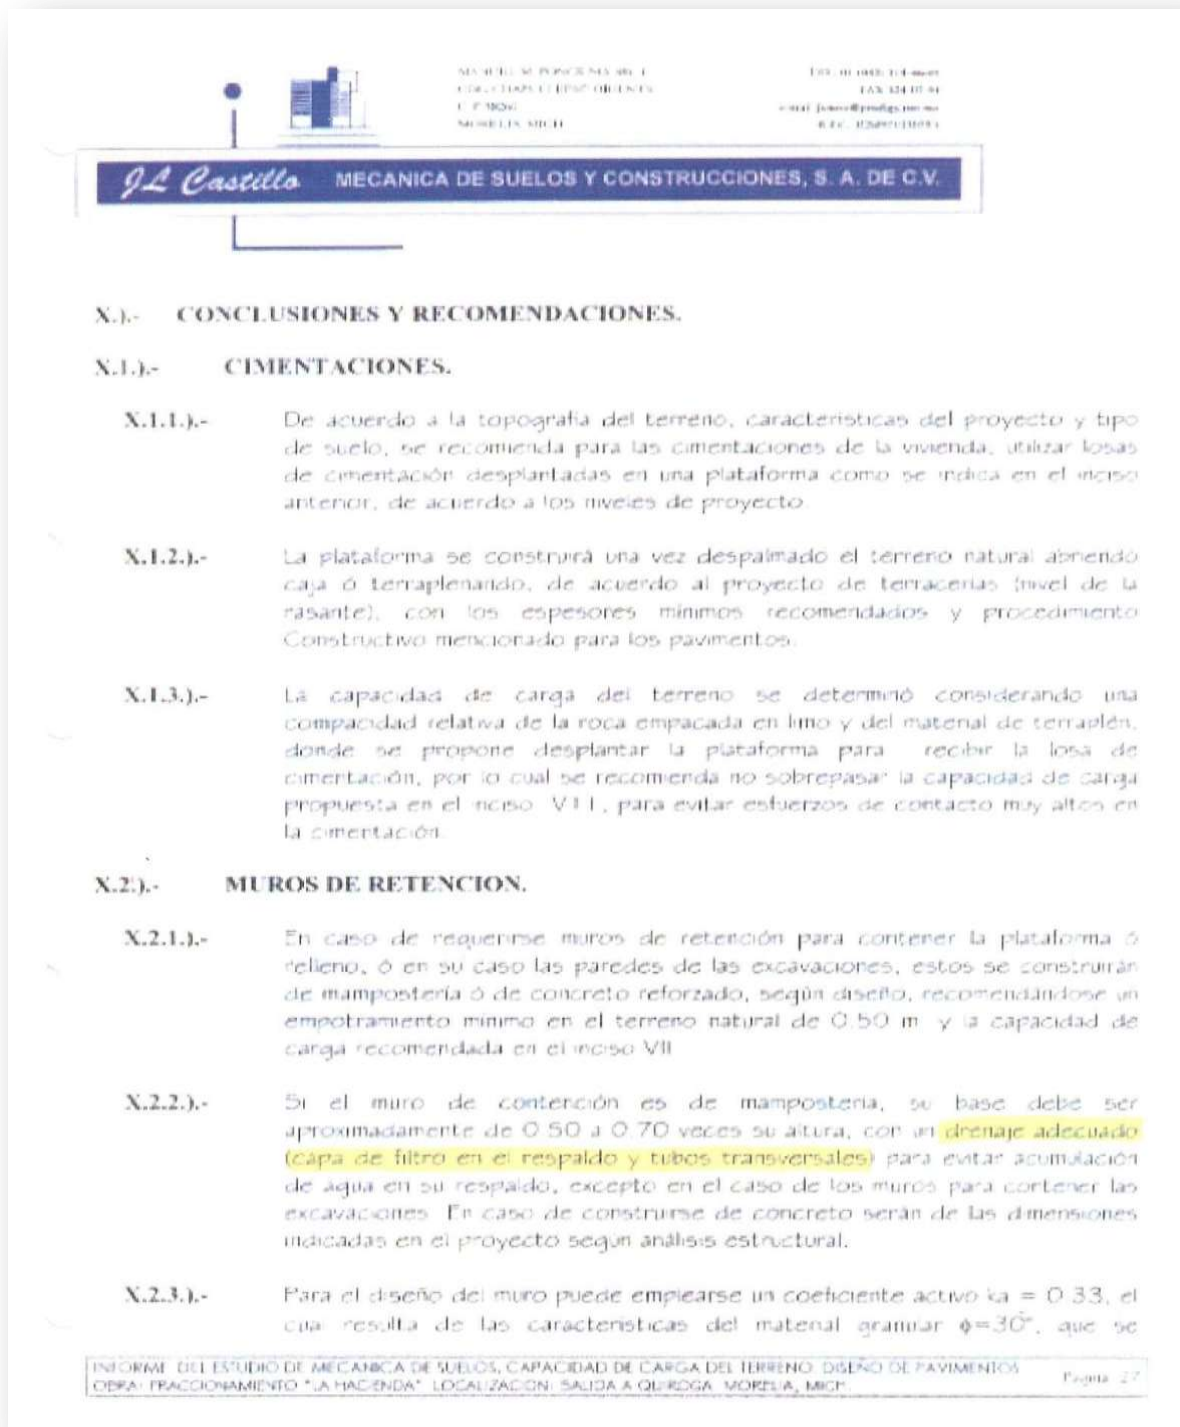 MORELIA, MICH
JL Castillo MECANICA DE SUELOS Y CONSTRUCCIONES, S. A. DE C.V.
X.).- CONCLUSIONES Y RECOMENDACIONES.
X.1.).- CIMENTACIONES.
X.1.1.).- De acuerdo a la topografía del terreno, características del proyecto y tipo
de suelo, se recomienda para las cimentaciones de la vivienda, utilizar losas
de cimentación desplantadas en una plataforma como se indica en el inciso
anterior, de acuerdo a los niveles de proyecto
X.1.2.).- La plataforma se construirá una vez despalmado el terreno natural abriendo
caja ó terraplenando, de acuerdo al proyecto de terracerías (nivel de la
rasante), con los espesores mínimos recomendados y procedimiento
Constructivo mencionado para los pavimentos.
X.1.3.).- La capacidad de carga del terreno se determinó considerando una
compacidad relativa de la roca empacada en limo y del material de terraplén,
donde se propone desplantar la plataforma para recibir la losa de
cimentación, por lo cual se recomienda no sobrepasar la capacidad de carga
propuesta en el inciso para evitar esfuerzos de contacto muy altos en
la cimentación.
X.2.).- MUROS DE RETENCION.
X.2.1.).- En caso de requerirse muros de retención para contener la plataforma ó
relleno, ó en su caso las paredes de las excavaciones, estos se construirán
de mampostería ó de concreto reforzado, según diseño, recomendándose un
empotramiento mínimo en el terreno natural de 0.50 m y la capacidad de
carga recomendada en el inciso VII
X.2.2.).- Si el muro de contención es de mampostería, su base debe ser
aproximadamente de 0.50 a 0.70 veces su altura, con un drenaje adecuado
(capa de filtro en el respaldo y tubos transversales) para evitar acumulación
de agua en su respaldo, excepto en el caso de los muros para contener las
excavaciones. En caso de construirse de concreto serán de las dimensiones
indicadas en el proyecto según análisis estructural.
X.2.3.).- Para el diseño del muro puede emplearse un coeficiente activo ka = 0.33, el
cual resulta de las características del material granular ϕ=30°, que se
INFORME DEL ESTUDIO DE MECANICA DE SUELOS, CAPACIDAD DE CARGA DEL TERRENO. DISEÑO DE PAVIMENTOS
OBRA: FRACCIONAMIENTO "LA HACIENDA" LOCALIZACION: SALIDA A QUIROGA MORELIA, MICH. Página 27